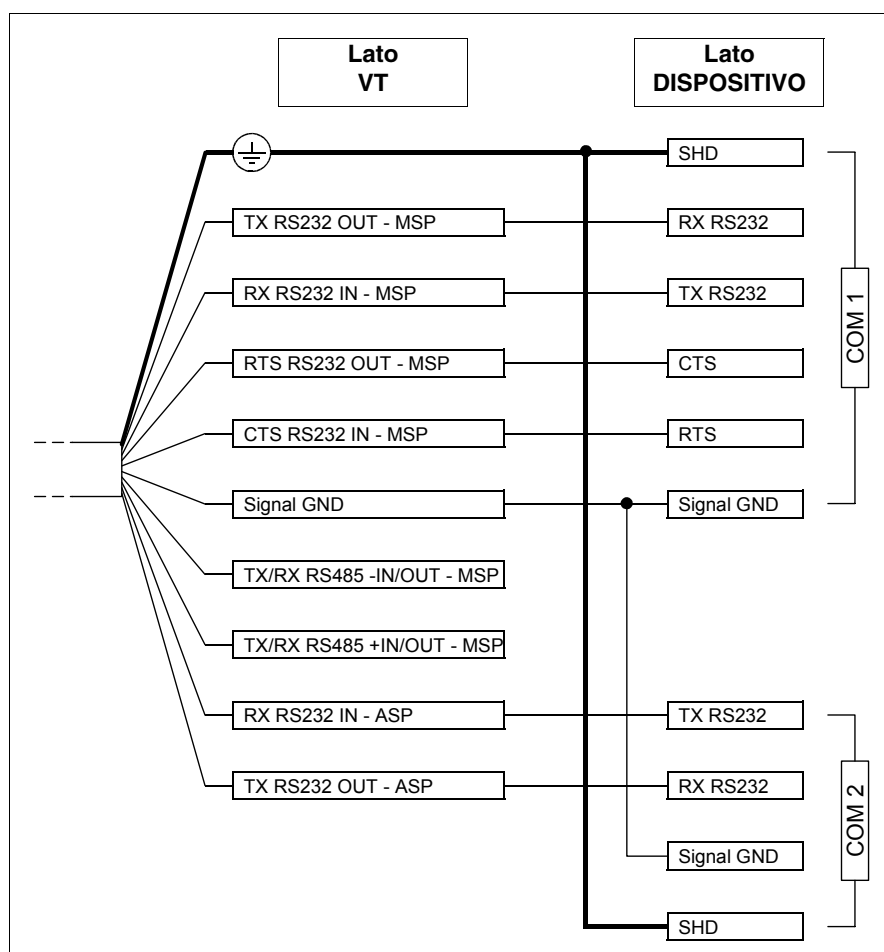 Lato
VT
Lato
DISPOSITIVO
SHD
TX RS232 OUT - MSP
RX RS232
RX RS232 IN - MSP
TX RS232
RTS RS232 OUT - MSP
CTS
CTS RS232 IN - MSP
RTS
Signal GND
Signal GND
COM 1
TX/RX RS485 -IN/OUT - MSP
TX/RX RS485 +IN/OUT - MSP
RX RS232 IN - ASP
TX RS232
TX RS232 OUT - ASP
RX RS232
Signal GND
SHD
COM 2